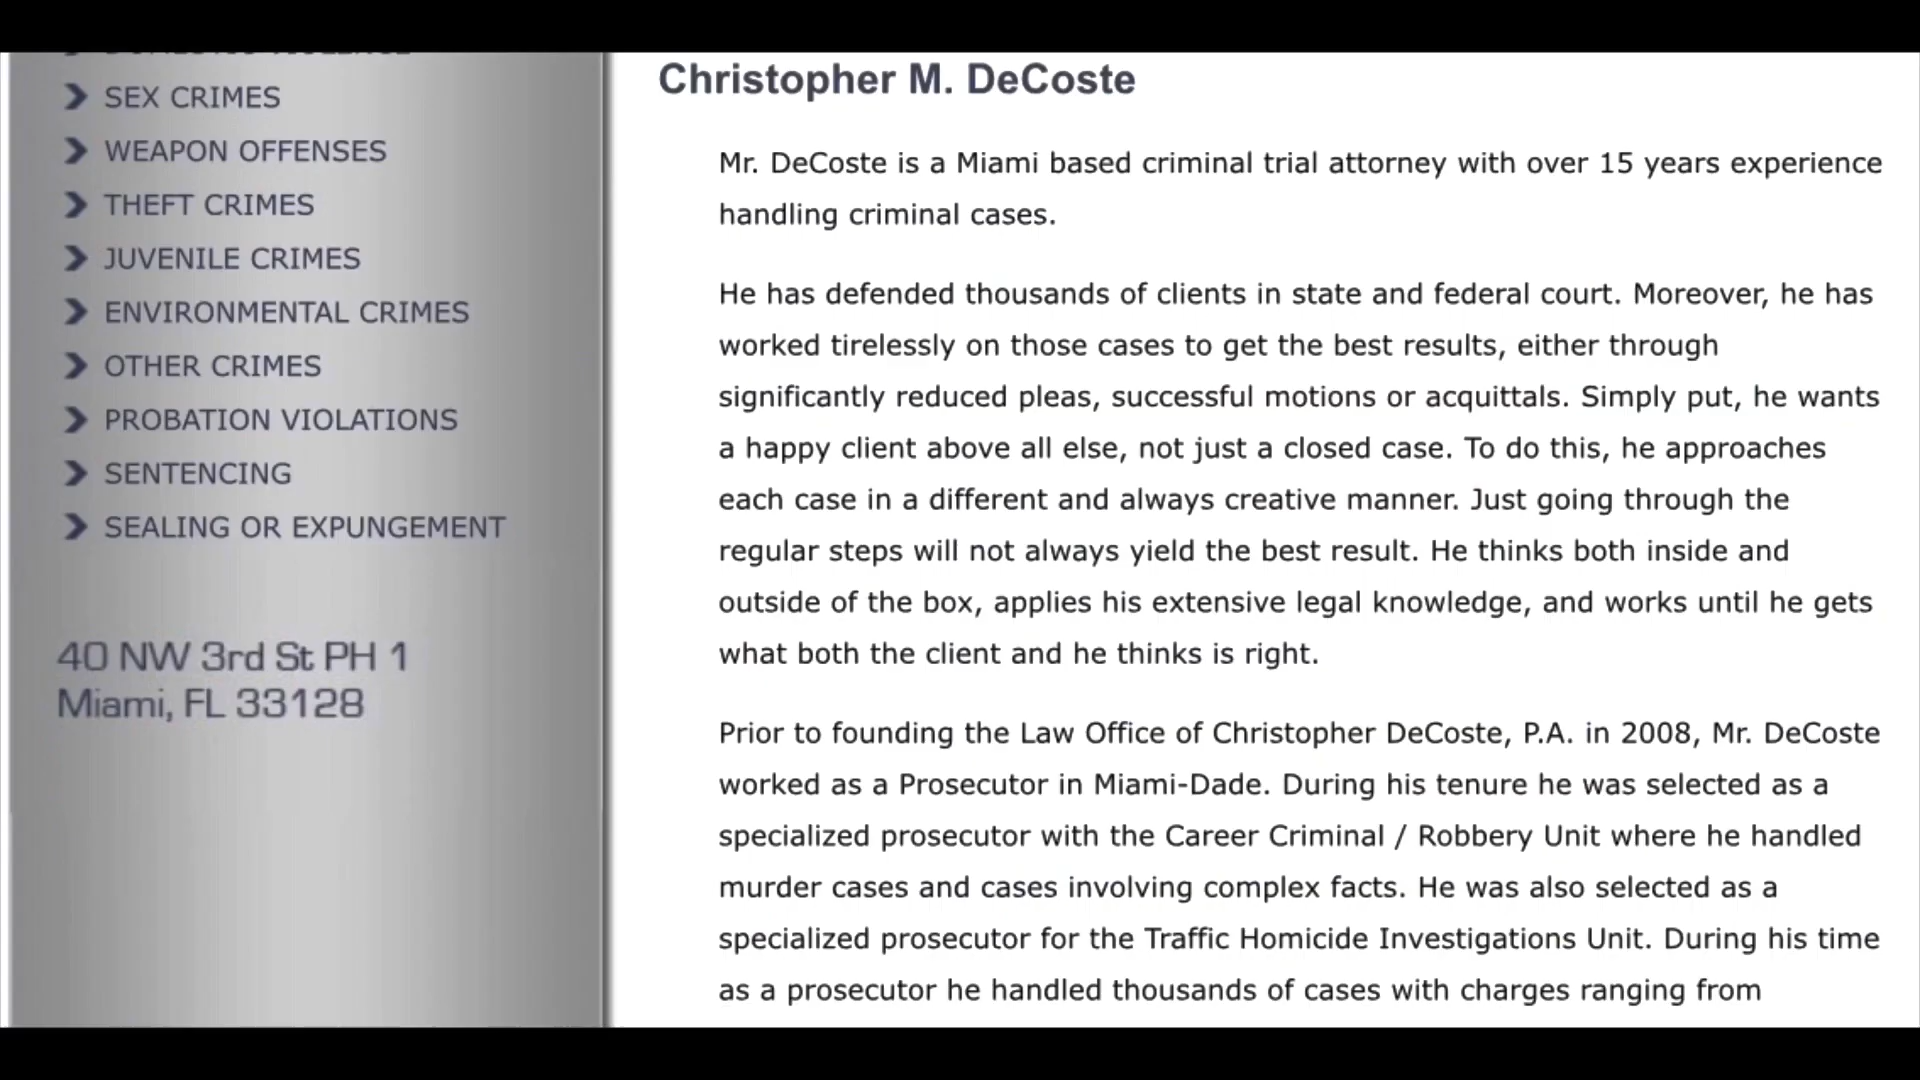 SEX CRIMES
WEAPON OFFENSES
THEFT CRIMES
JUVENILE CRIMES
ENVIRONMENTAL CRIMES
OTHER CRIMES
PROBATION VIOLATIONS
SENTENCING
SEALING OR EXPUNGEMENT
40 NW 3rd St PH 1
Miami, FL 33128
Christopher M. DeCoste
Mr. DeCoste is a Miami based criminal trial attorney with over 15 years experience
handling criminal cases.
He has defended thousands of clients in state and federal court. Moreover, he has
worked tirelessly on those cases to get the best results, either through
significantly reduced pleas, successful motions or acquittals. Simply put, he wants
a happy client above all else, not just a closed case. To do this, he approaches
each case in a different and always creative manner. Just going through the
regular steps will not always yield the best result. He thinks both inside and
outside of the box, applies his extensive legal knowledge, and works until he gets
what both the client and he thinks is right.
Prior to founding the Law Office of Christopher DeCoste, P.A. in 2008, Mr. DeCoste
worked as a Prosecutor in Miami-Dade. During his tenure he was selected as a
specialized prosecutor with the Career Criminal / Robbery Unit where he handled
murder cases and cases involving complex facts. He was also selected as a
specialized prosecutor for the Traffic Homicide Investigations Unit. During his time
as a prosecutor he handled thousands of cases with charges ranging from